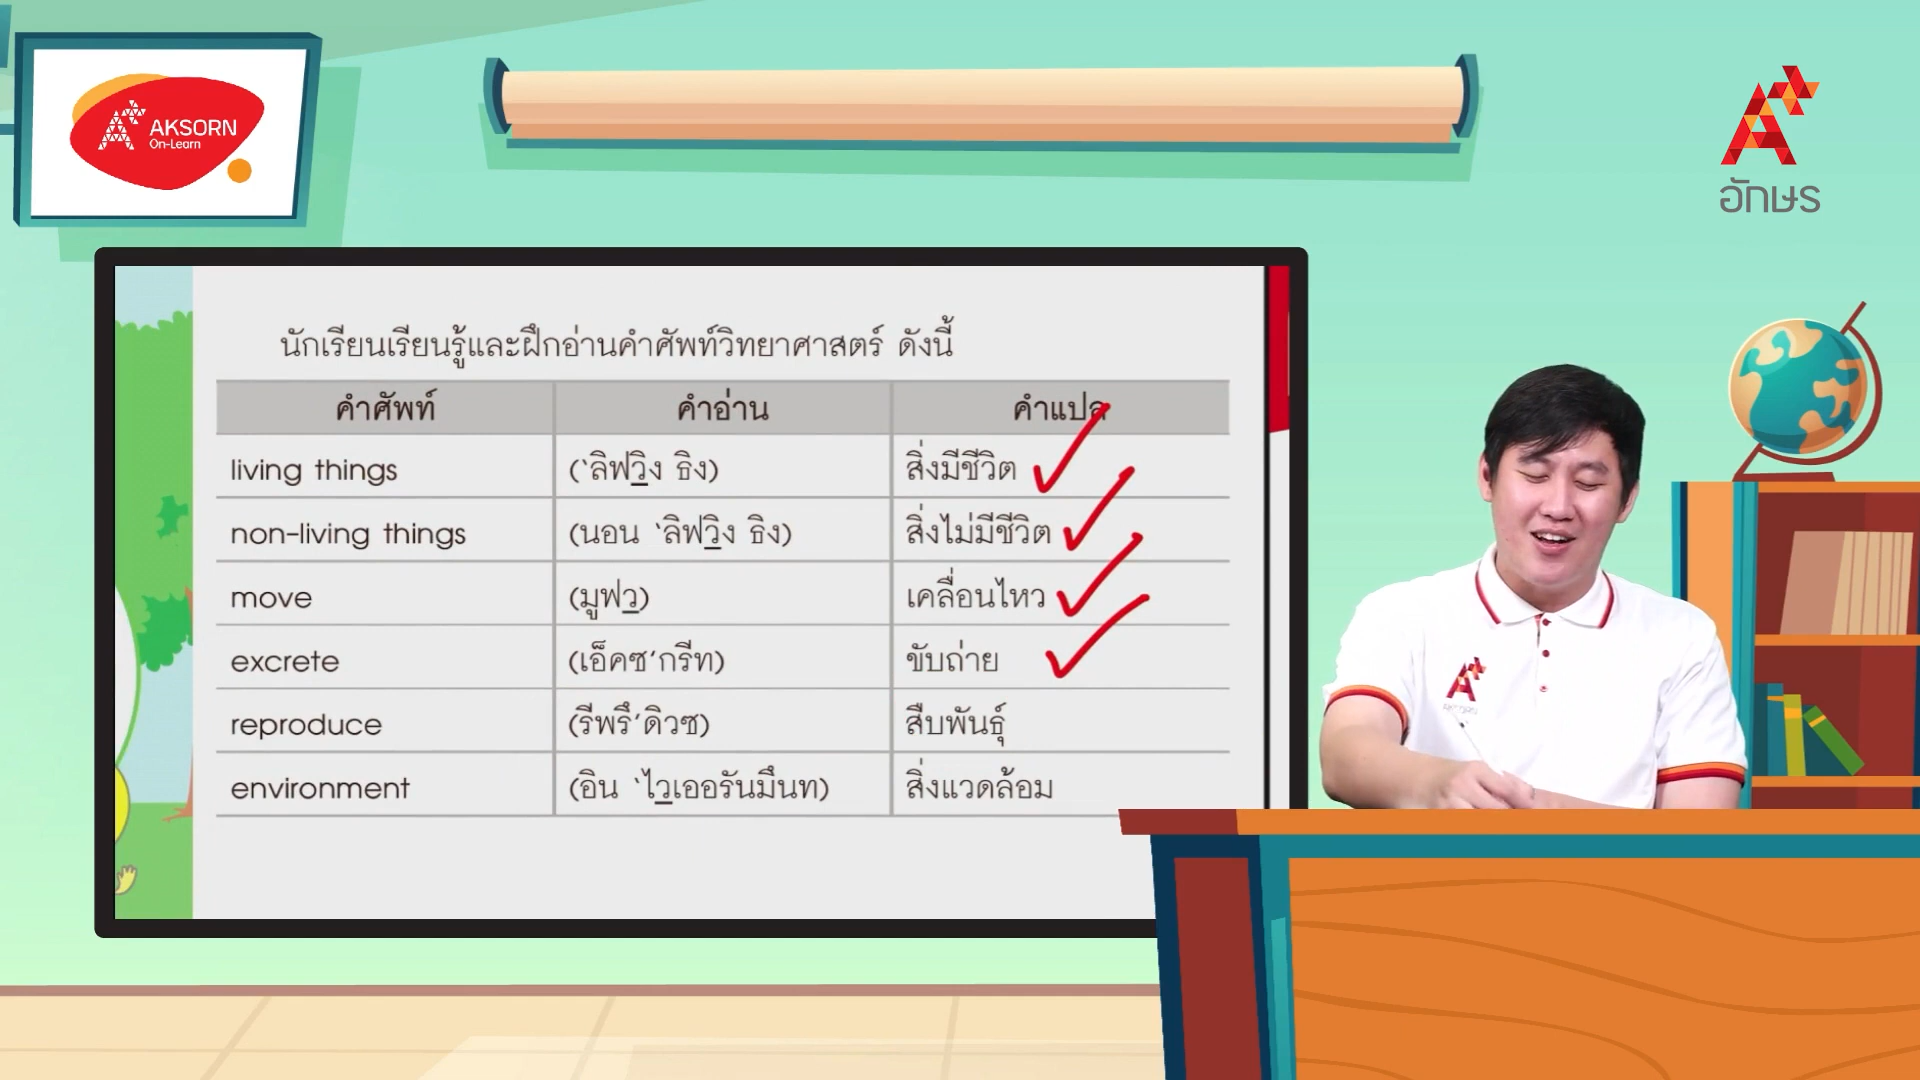 AKSORN
On-Learn
อักษร
นักเรียนเรียนรู้และฝึกอ่านคำศัพท์วิทยาศาสตร์ ดังนี้
คำศัพท์ คำอ่าน คำแปล
living things (ˋลิฟวิง ธิง) สิ่งมีชีวิต
non-living things (นอน ˋลิฟวิง ธิง) สิ่งไม่มีชีวิต
move (มูฟว) เคลื่อนไหว
excrete (เอ็คซˊกรีท) ขับถ่าย
reproduce (รีพรึˊดิวซ) สืบพันธุ์
environment (อิน ˋไวเออรันมึนท) สิ่งแวดล้อม